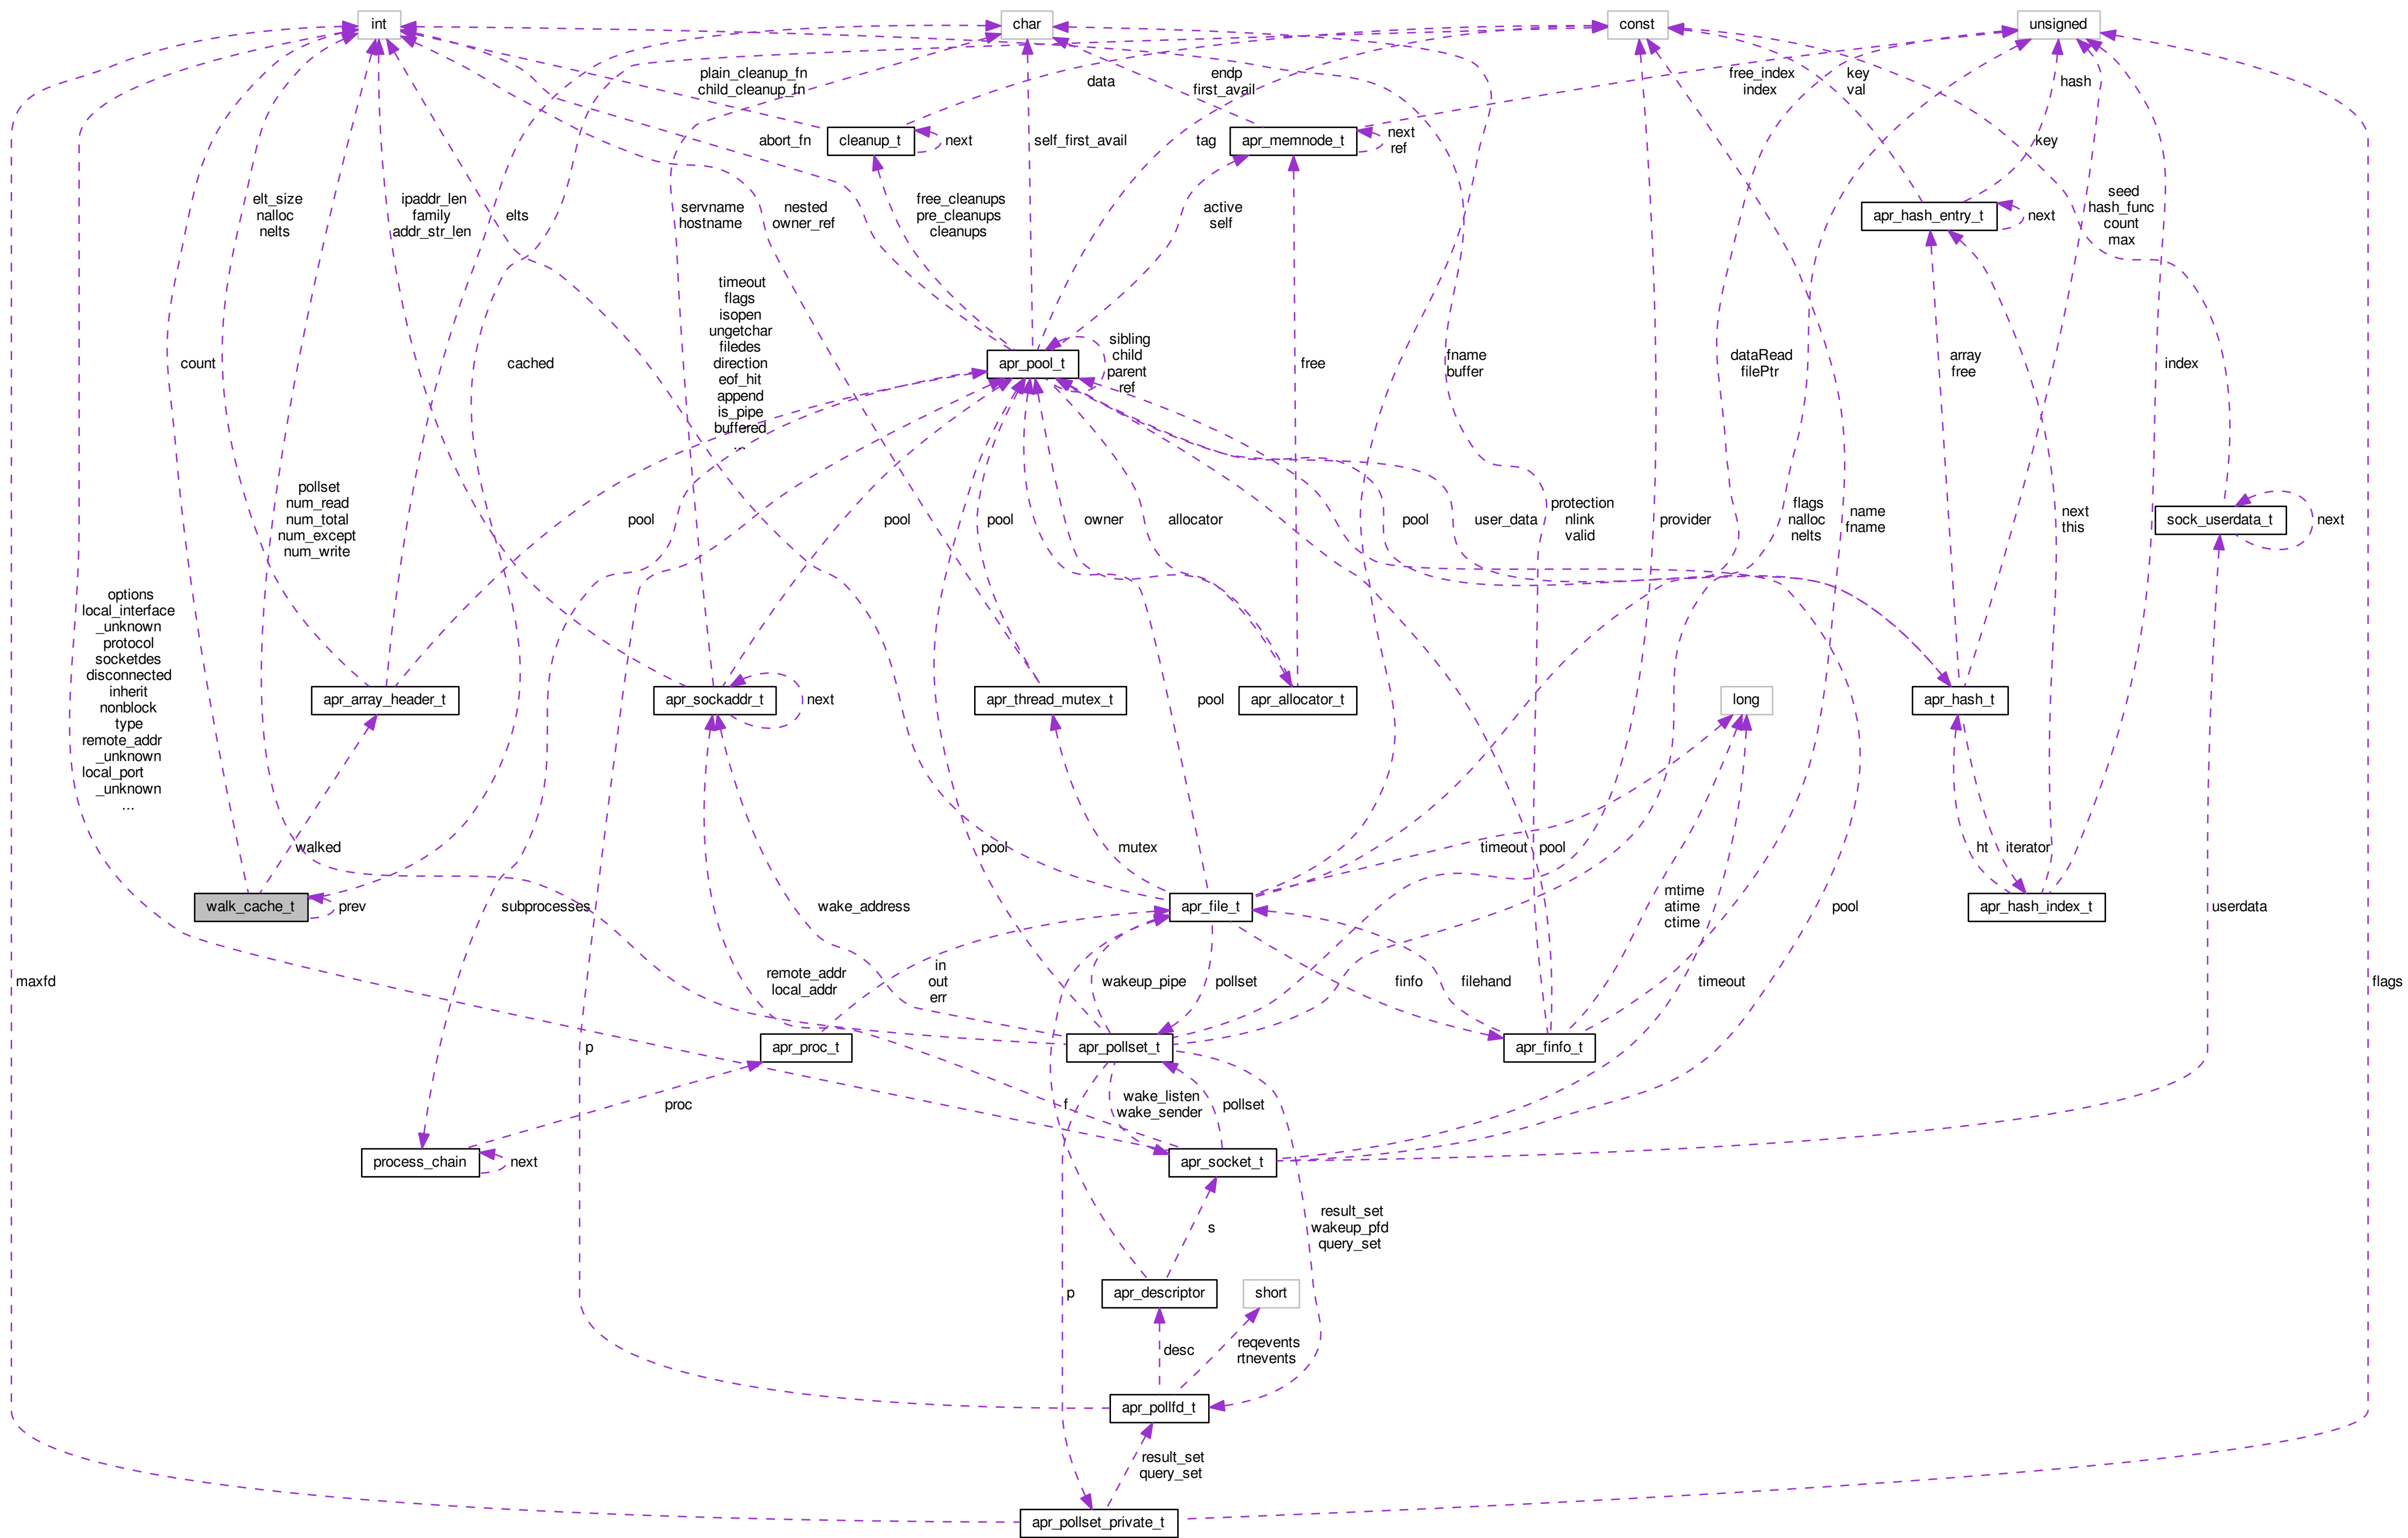 int
char
const
unsigned
plain_cleanup_fn
child_cleanup_fn
data
endp
first_avail
free_index
index
key
val
hash
abort_fn
cleanup_t
next
self_first_avail
tag
apr_memnode_t
next
ref
key
elt_size
nalloc
nelts
ipaddr_len
family
addr_str_len
elts
servname
hostname
nested
owner_ref
free_cleanups
pre_cleanups
cleanups
active
self
apr_hash_entry_t
next
seed
hash_func
count
max
timeout
flags
isopen
ungetchar
filedes
direction
eof_hit
append
is_pipe
buffered
...
count
cached
apr_pool_t
sibling
child
parent
ref
free
fname
buffer
dataRead
filePtr
array
free
index
pollset
num_read
num_total
num_except
num_write
pool
pool
pool
owner
allocator
pool
user_data
protection
nlink
valid
provider
flags
nalloc
nelts
name
fname
next
this
sock_userdata_t
next
options
local_interface
_unknown
protocol
socketdes
disconnected
inherit
nonblock
type
remote_addr
_unknown
local_port
_unknown
...
apr_array_header_t
apr_sockaddr_t
next
apr_thread_mutex_t
pool
apr_allocator_t
long
apr_hash_t
walked
pool
mutex
timeout
pool
ht
iterator
walk_cache_t
prev
subprocesses
wake_address
apr_file_t
mtime
atime
ctime
pool
apr_hash_index_t
userdata
maxfd
remote_addr
local_addr
in
out
err
wakeup_pipe
pollset
finfo
filehand
timeout
flags
p
apr_proc_t
apr_pollset_t
apr_finfo_t
proc
f
wake_listen
wake_sender
pollset
process_chain
next
apr_socket_t
s
result_set
wakeup_pfd
query_set
p
apr_descriptor
short
desc
reqevents
rtnevents
apr_pollfd_t
result_set
query_set
apr_pollset_private_t